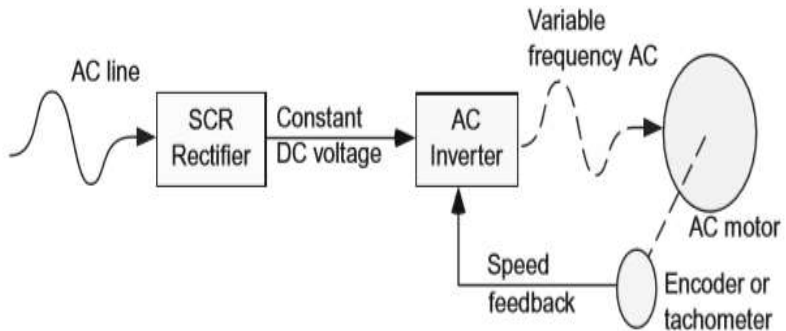 AC line
SCR
Rectifier
Constant
DC voltage
AC
Inverter
Variable
frequency AC
AC motor
Speed
feedback
Encoder or
tachometer